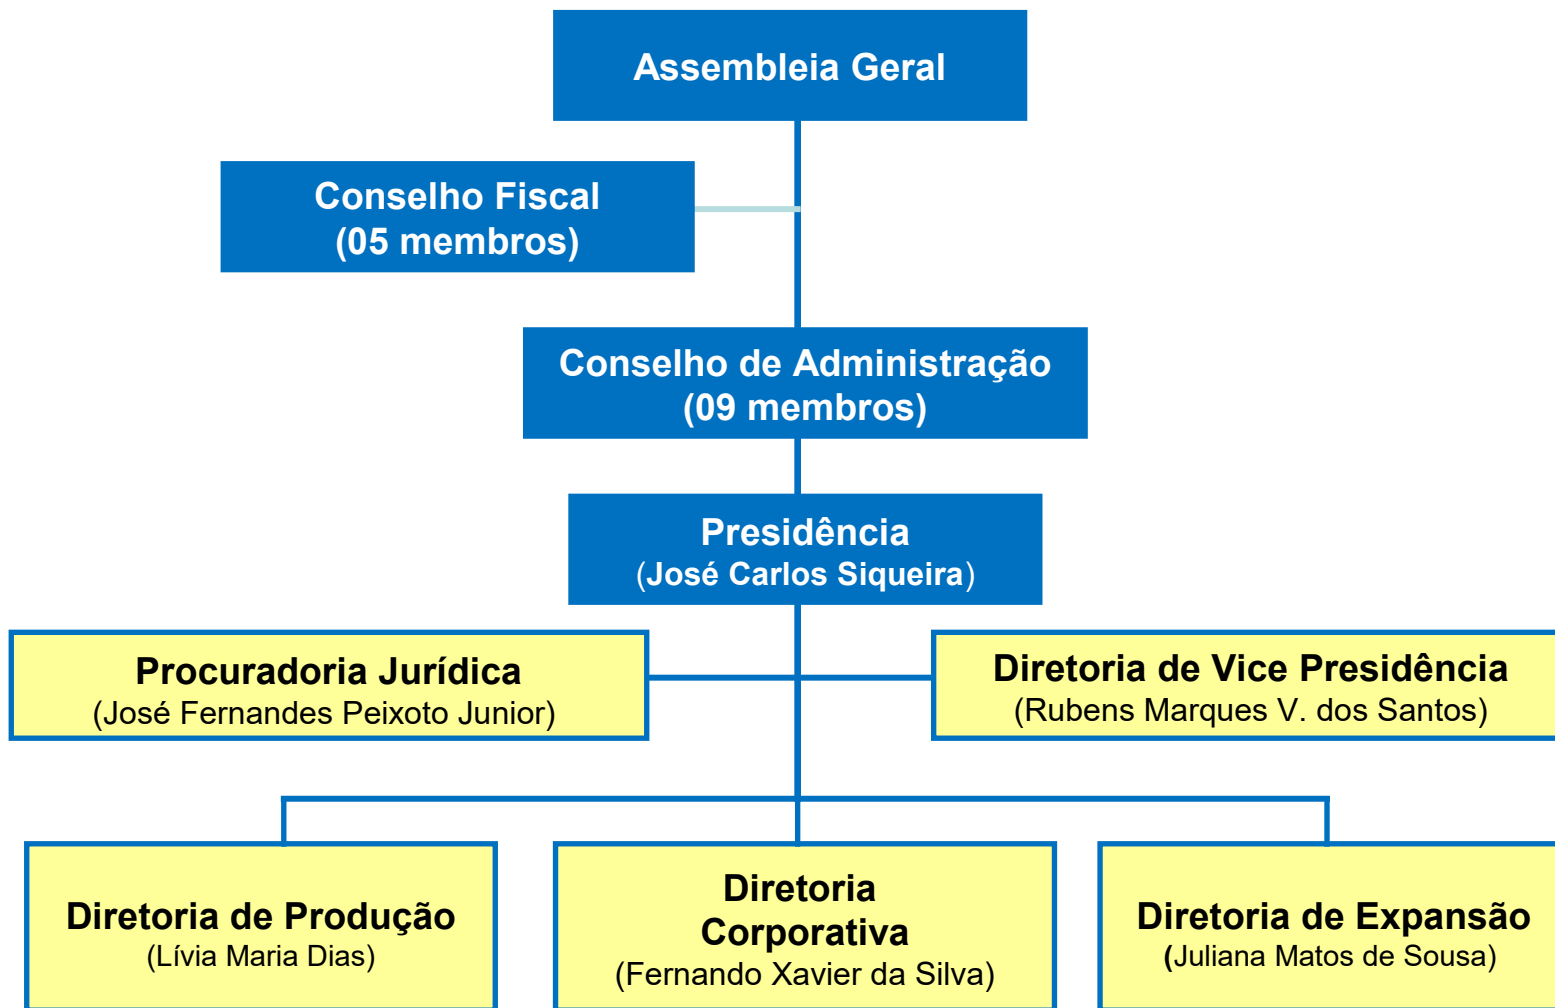 Assembleia Geral
Conselho Fiscal
(05 membros)
Conselho de Administração
(09 membros)
Presidência
(José Carlos Siqueira)
Procuradoria Jurídica
(José Fernandes Peixoto Junior)
Diretoria de Vice Presidência
(Rubens Marques V. dos Santos)
Diretoria de Produção
(Lívia Maria Dias)
Diretoria
Corporativa
(Fernando Xavier da Silva)
Diretoria de Expansão
(Juliana Matos de Sousa)